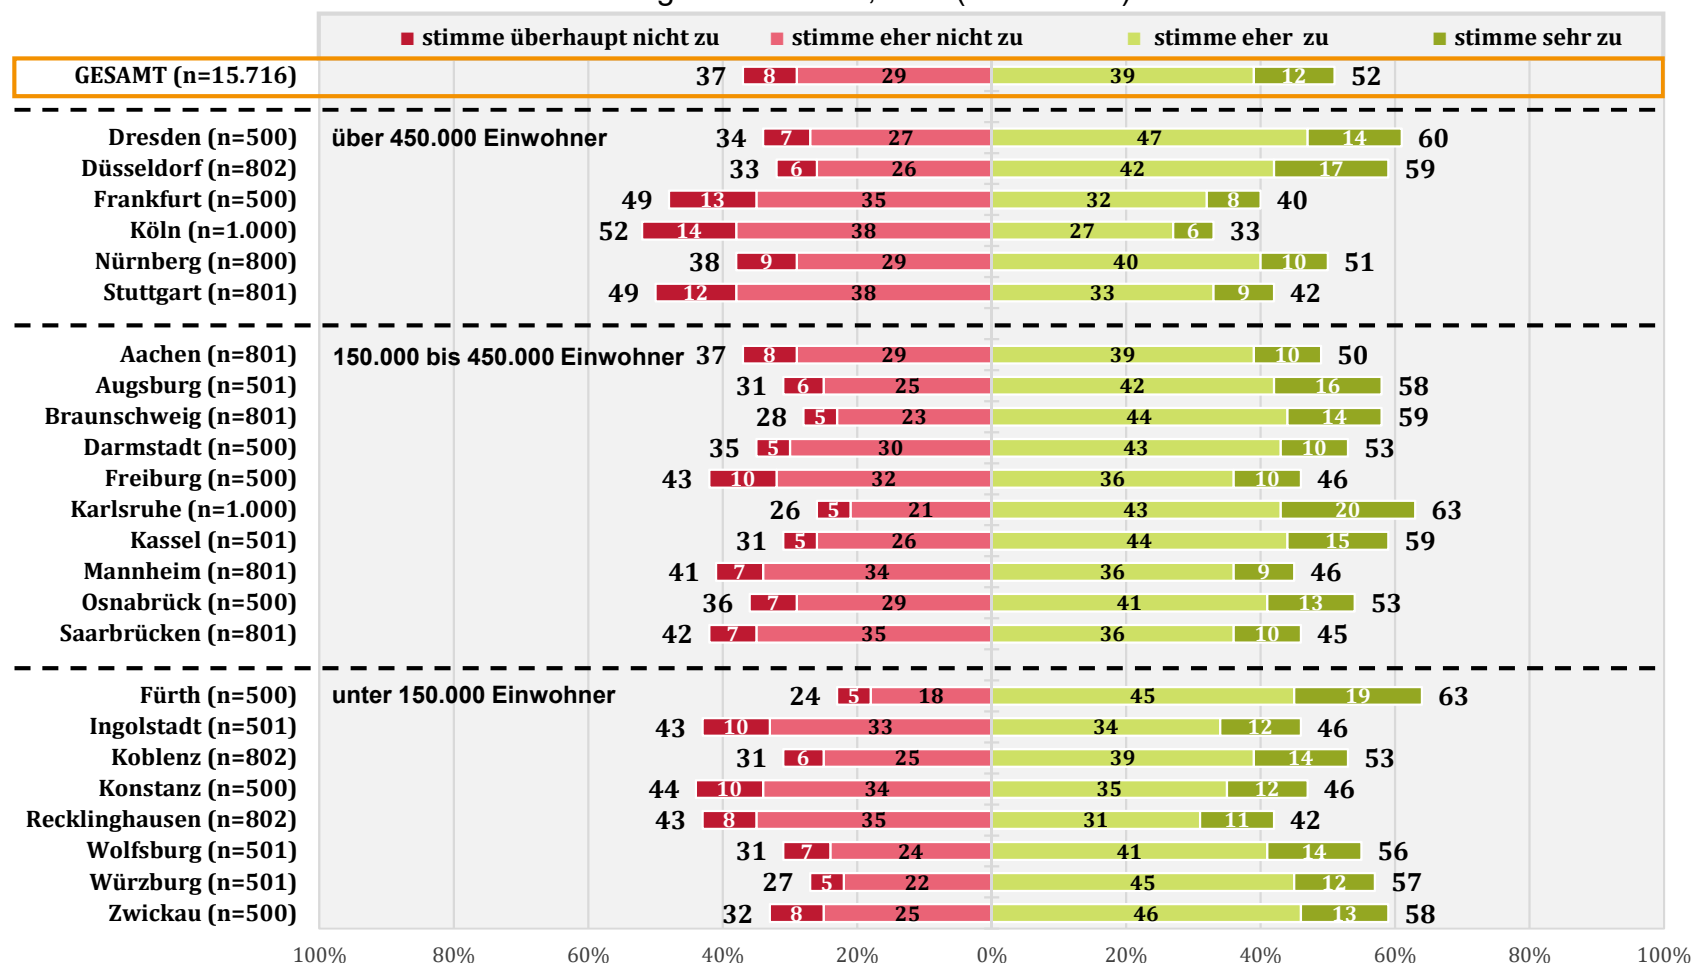 stimme überhaupt nicht zu stimme eher nicht zu stimme eher zu stimme sehr zu
GESAMT (n=15.716) 37 8 29 39 12 52
Dresden (n=500) über 450.000 Einwohner 34 7 27 47 14 60
Düsseldorf (n=802) 33 6 26 42 17 59
Frankfurt (n=500) 49 13 35 32 8 40
Köln (n=1.000) 52 14 38 27 6 33
Nürnberg (n=800) 38 9 29 40 10 51
Stuttgart (n=801) 49 12 38 33 9 42
Aachen (n=801) 150.000 bis 450.000 Einwohner 37 8 29 39 10 50
Augsburg (n=501) 31 6 25 42 16 58
Braunschweig (n=801) 28 5 23 44 14 59
Darmstadt (n=500) 35 5 30 43 10 53
Freiburg (n=500) 43 10 32 36 10 46
Karlsruhe (n=1.000) 26 5 21 43 20 63
Kassel (n=501) 31 5 26 44 15 59
Mannheim (n=801) 41 7 34 36 9 46
Osnabrück (n=500) 36 7 29 41 13 53
Saarbrücken (n=801) 42 7 35 36 10 45
Fürth (n=500) unter 150.000 Einwohner 24 5 18 45 19 63
Ingolstadt (n=501) 43 10 33 34 12 46
Koblenz (n=802) 31 6 25 39 14 53
Konstanz (n=500) 44 10 34 35 12 46
Recklinghausen (n=802) 43 8 35 31 11 42
Wolfsburg (n=501) 31 7 24 41 14 56
Würzburg (n=501) 27 5 22 45 12 57
Zwickau (n=500) 32 8 25 46 13 58
100% 80% 60% 40% 20% 0% 20% 40% 60% 80% 100%